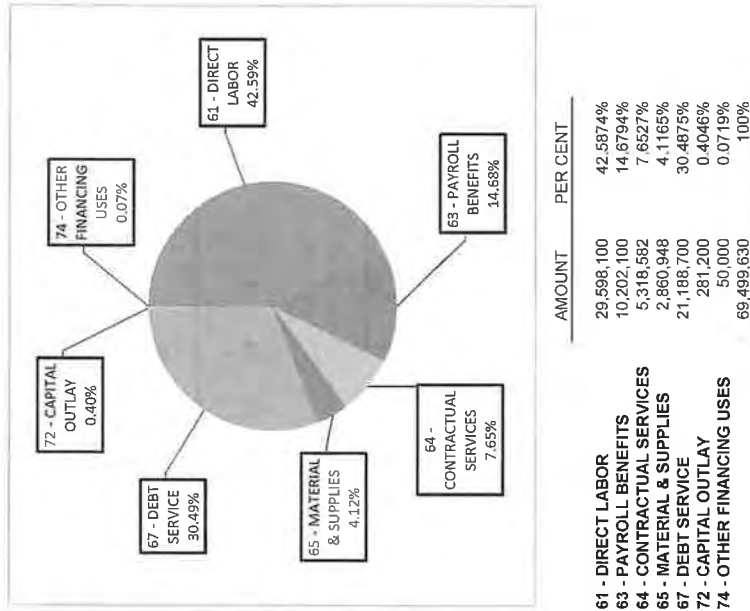 74 - OTHER
FINANCING
USES
0.07%
72 - CAPITAL
OUTLAY
0.40%
61 - DIRECT
LABOR
42.59%
67 - DEBT
SERVICE
30.49%
65 - MATERIAL
& SUPPLIES
4.12%
64 -
CONTRACTUAL
SERVICES
7.65%
63 - PAYROLL
BENEFITS
14.68%
AMOUNT PER CENT
61 - DIRECT LABOR 29,598,100 42.5874%
63 - PAYROLL BENEFITS 10,202,100 14.6794%
64 - CONTRACTUAL SERVICES 5,318,582 7.6527%
65 - MATERIAL & SUPPLIES 2,860,948 4.1165%
67 - DEBT SERVICE 21,188,700 30.4875%
72 - CAPITAL OUTLAY 281,200 0.4046%
74 - OTHER FINANCING USES 50,000 0.0719%
69,499,630 100%